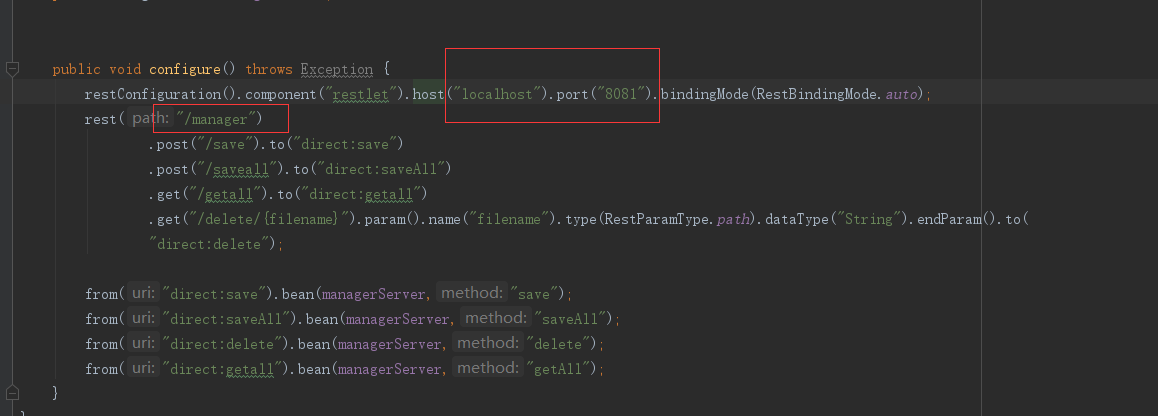 public void configure() throws Exception {
restConfiguration().component("restlet").host("localhost").port("8081").bindingMode(RestBindingMode.auto);
rest( path: "/manager")
.post("/save").to("direct:save")
.post("/saveall").to("direct:saveAll")
.get("/getall").to("direct:getall")
.get("/delete/{filename}").param().name("filename").type(RestParamType.path).dataType("String").endParam().to(
"direct:delete");
from( uri: "direct:save").bean(managerServer, method: "save");
from( uri: "direct:saveAll").bean(managerServer, method: "saveAll");
from( uri: "direct:delete").bean(managerServer, method: "delete");
from( uri: "direct:getall").bean(managerServer, method: "getAll");
}